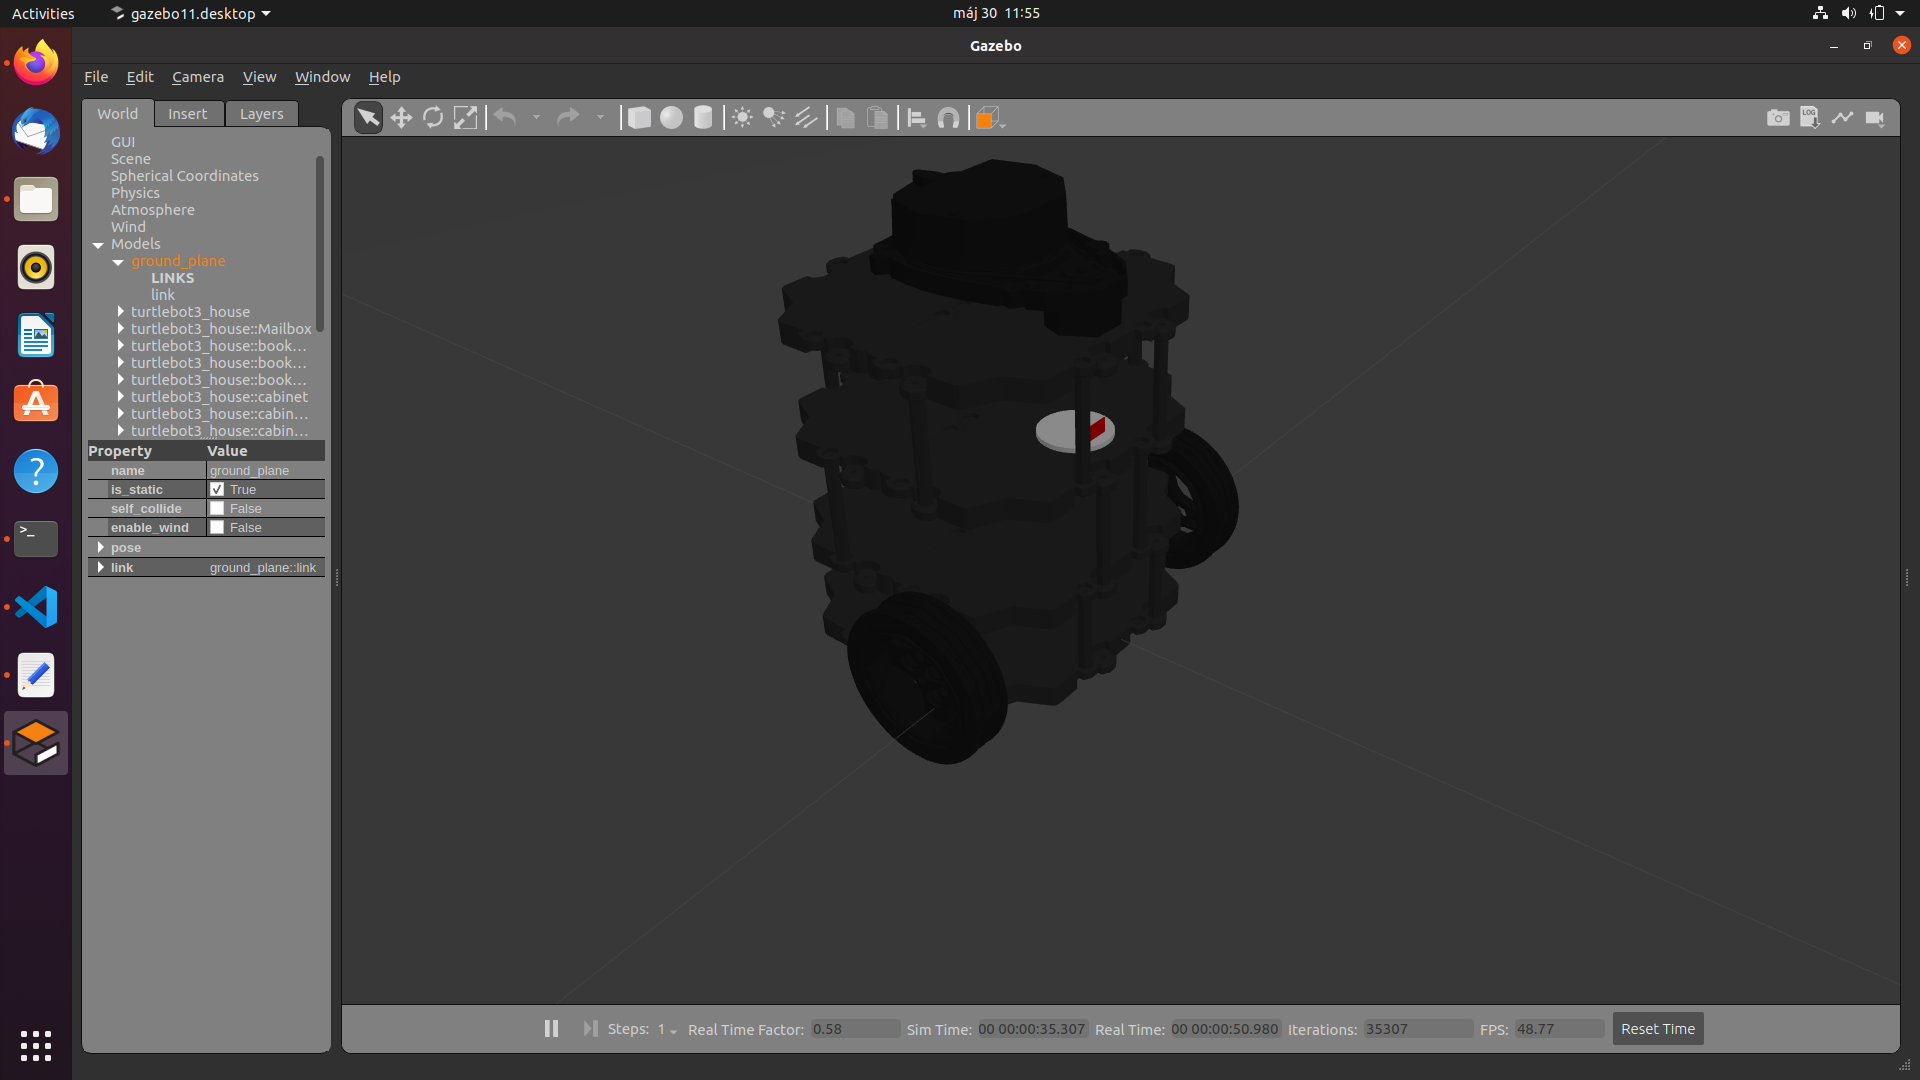 Activities
gazebo11.desktop
máj 30 11:55
Gazebo
File Edit Camera View Window Help
World Insert Layers
LOG
GUI
Scene
Spherical Coordinates
Physics
Atmosphere
Wind
Models
ground_plane
LINKS
link
turtlebot3_house
turtlebot3_house::Mailbox
turtlebot3_house::book...
turtlebot3_house::book...
turtlebot3_house::book...
turtlebot3_house::cabinet
turtlebot3_house::cabin...
turtlebot3_house::cabin...
Property Value
name ground_plane
is_static True
self_collide False
enable_wind False
pose
link ground_plane::link
Steps: 1 Real Time Factor: 0.58 Sim Time: 00 00:00:35.307 Real Time: 00 00:00:50.980 Iterations: 35307 FPS: 48.77 Reset Time